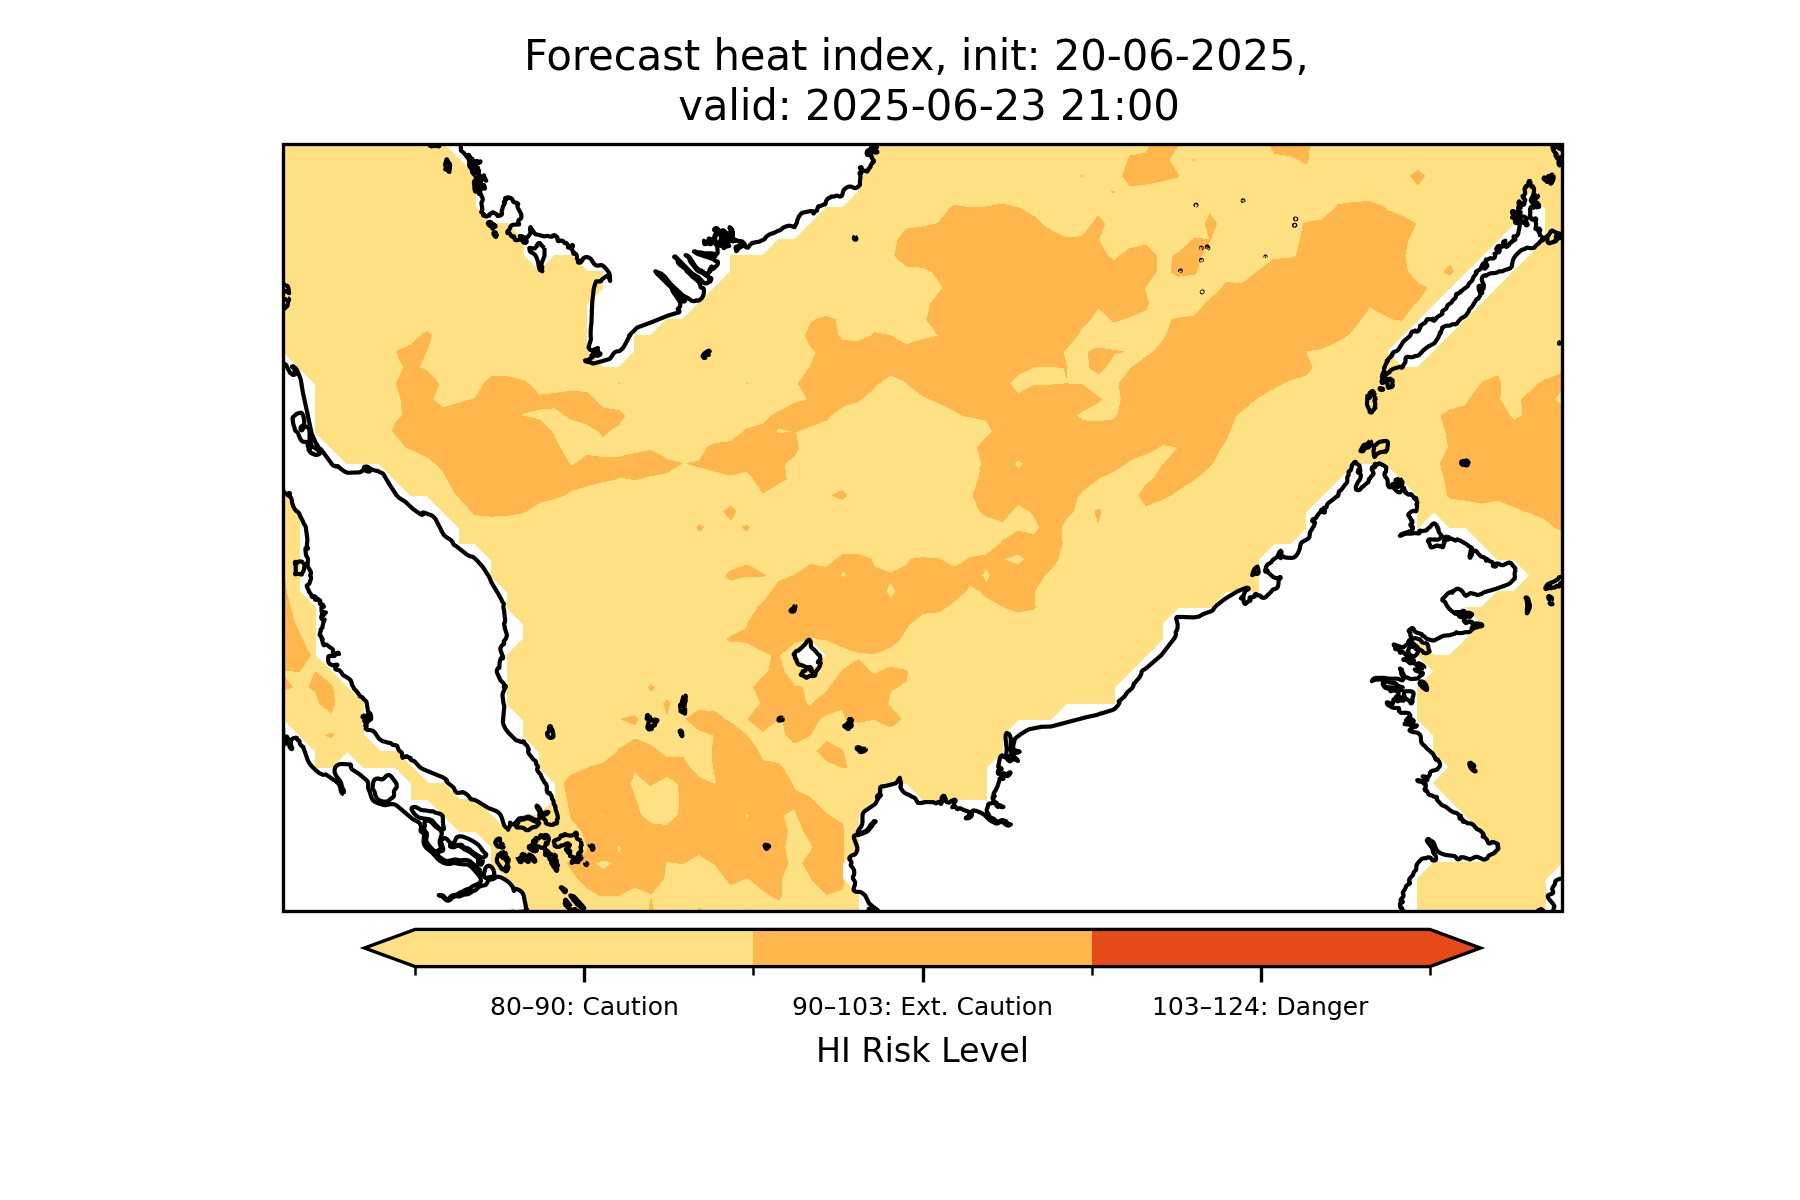 Forecast heat index, init: 20-06-2025,
valid: 2025-06-23 21:00
80–90: Caution
90–103: Ext. Caution
103–124: Danger
HI Risk Level